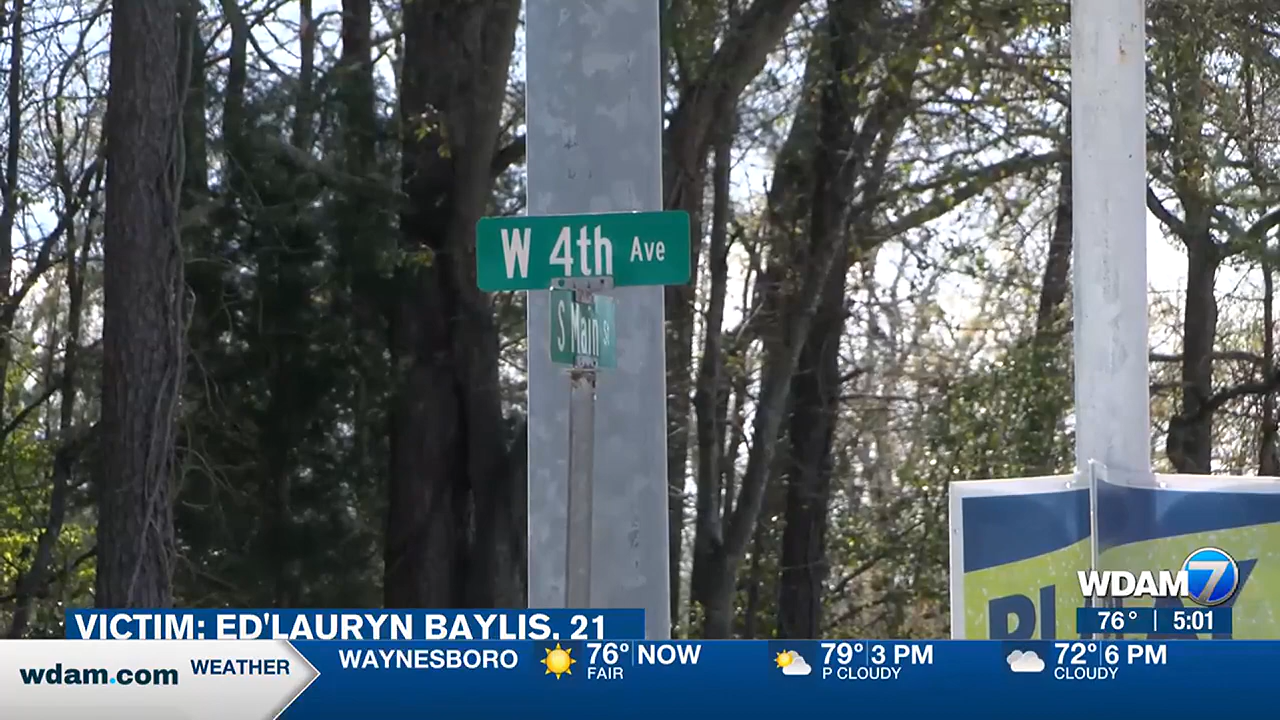 W 4th Ave
S Main St
WDAM 7
76° | 5:01
VICTIM: ED'LAURYN BAYLIS, 21
wdam.com WEATHER
WAYNESBORO
76° NOW
FAIR
79° 3 PM
P CLOUDY
72° 6 PM
CLOUDY